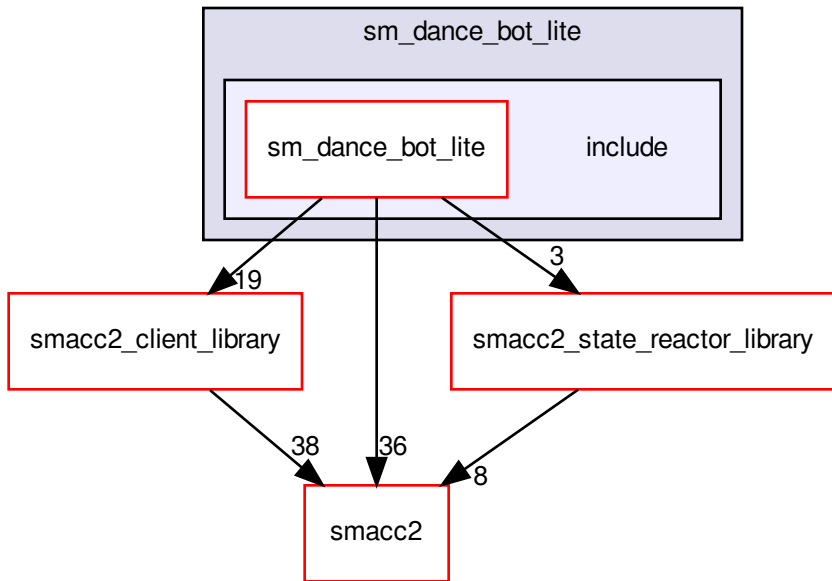 sm_dance_bot_lite
sm_dance_bot_lite
include
3
19
smacc2_client_library
smacc2_state_reactor_library
38
36
8
smacc2